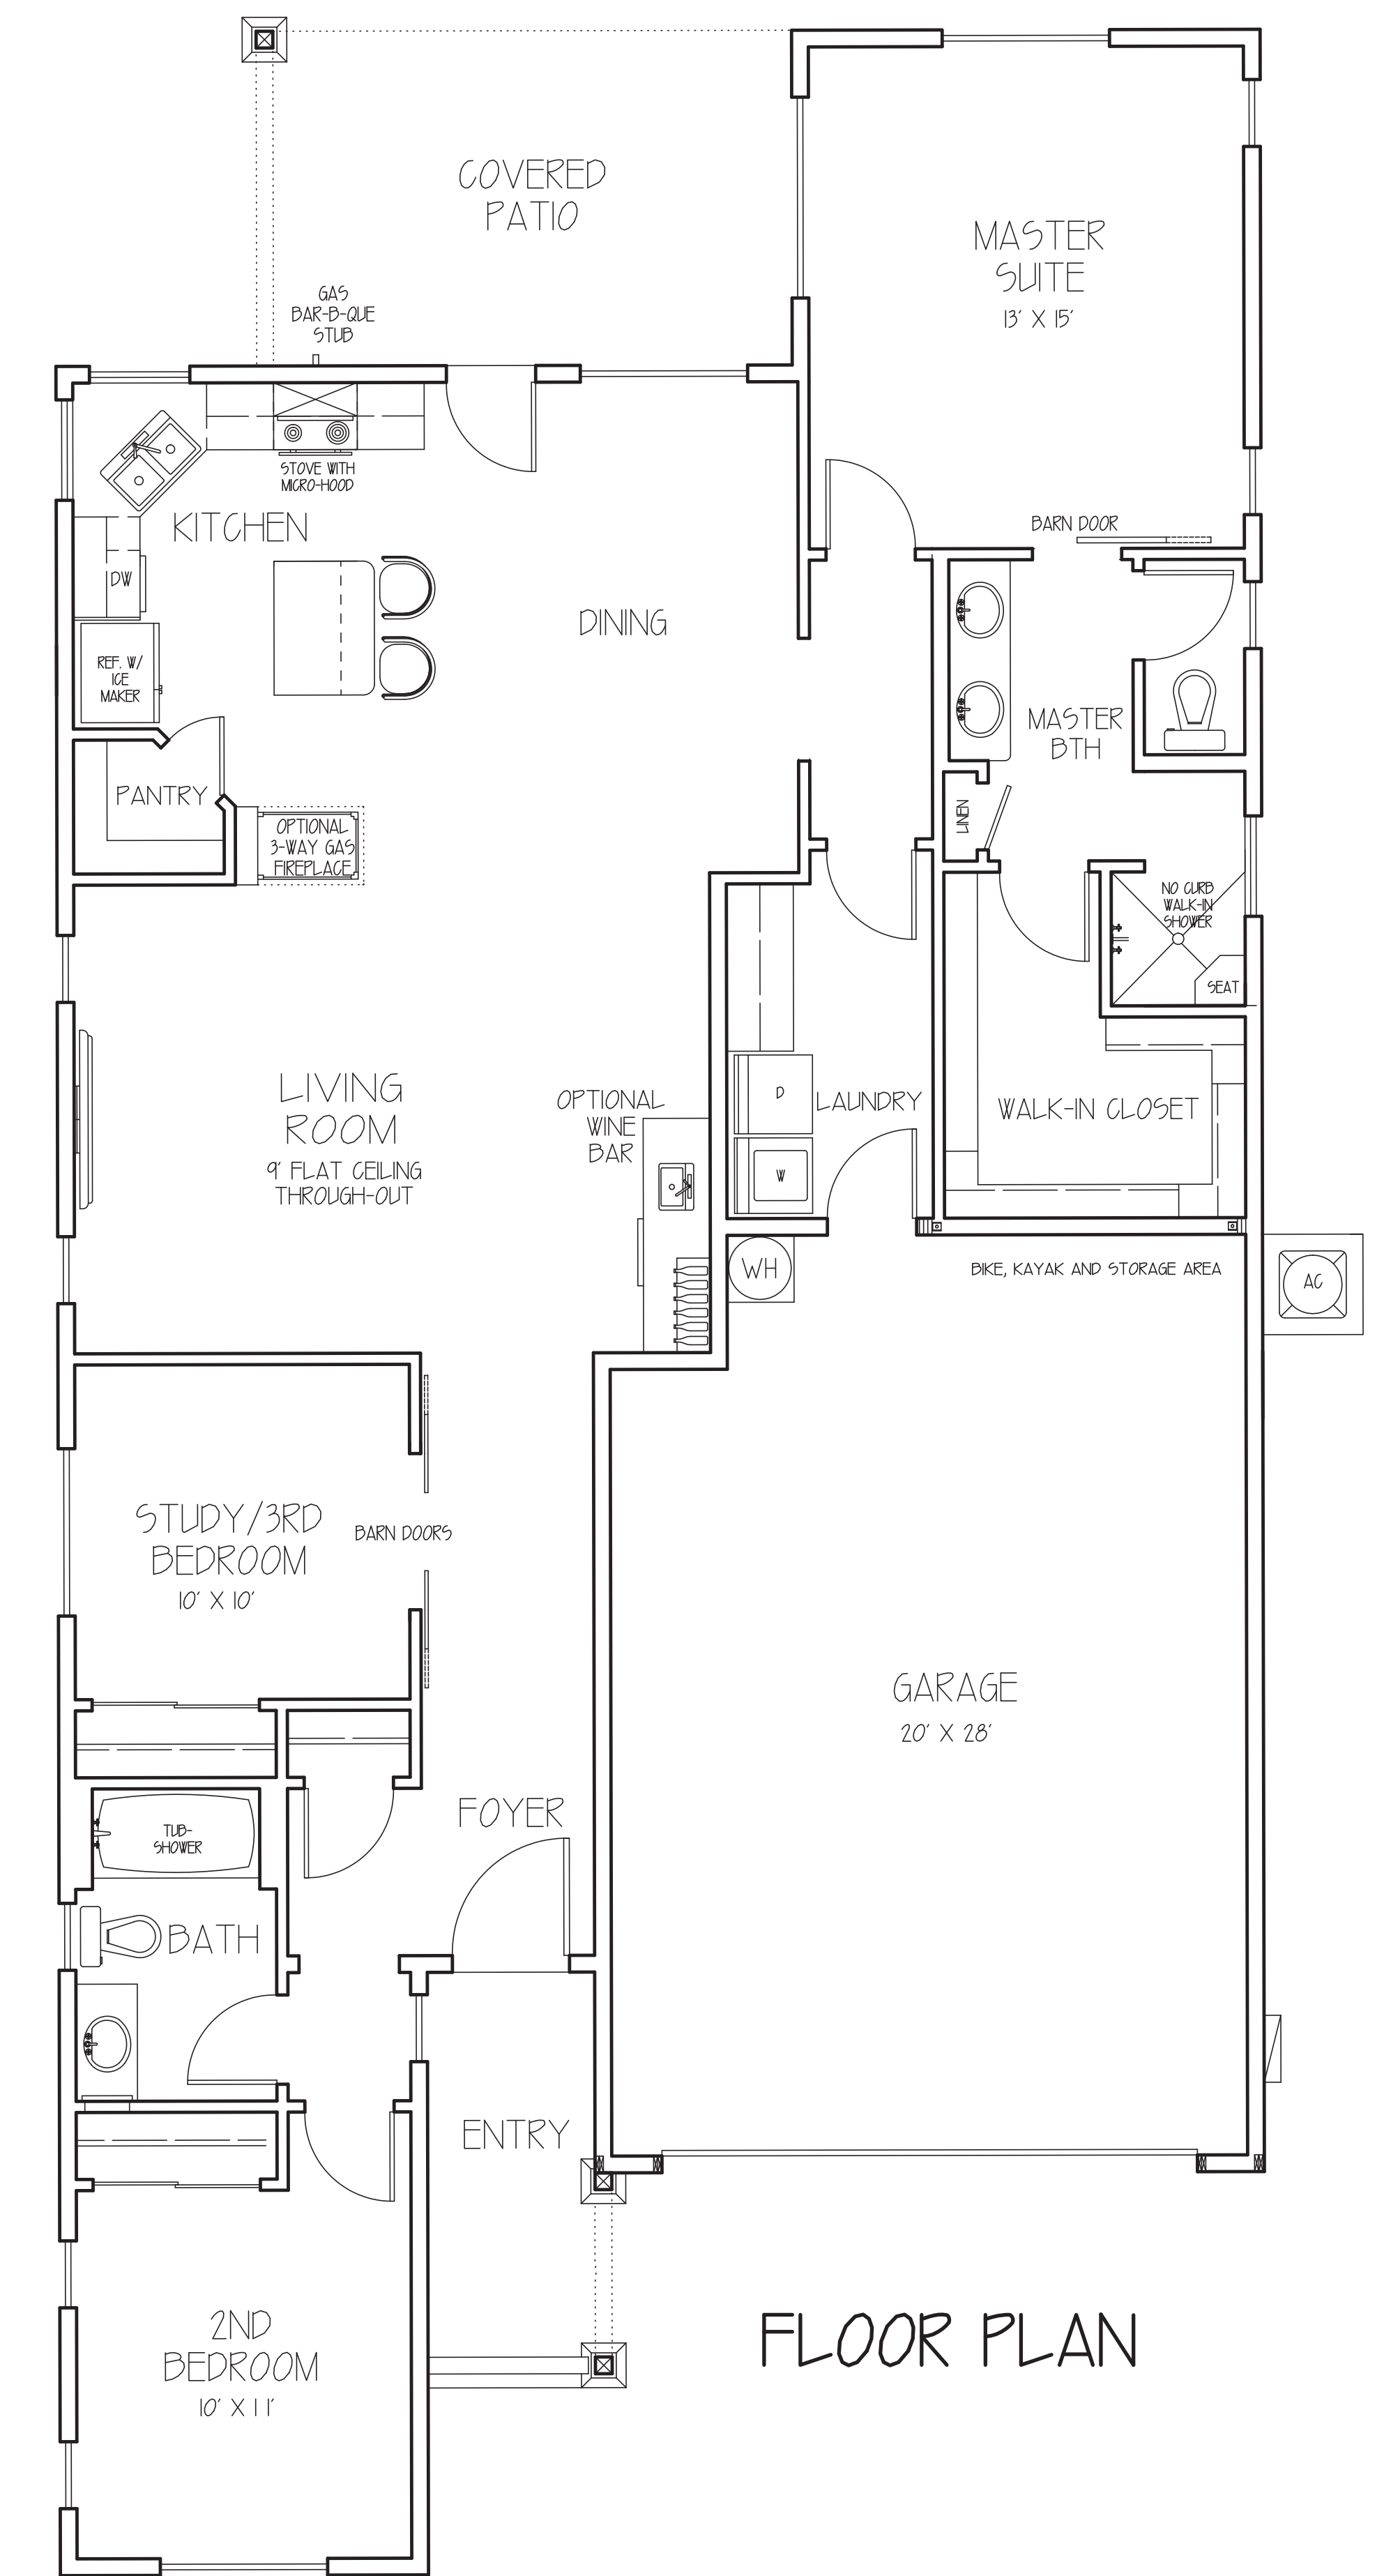 COVERED
PATIO
MASTER
SUITE
13' X 15'
GAS
BAR-B-QUE
STUB
STOVE WITH
MICRO-HOOD
KITCHEN
BARN DOOR
DW
DINING
REF. W/
ICE
MAKER
MASTER
BTH
PANTRY
LINEN
OPTIONAL
3-WAY GAS
FIREPLACE
NO CURB
WALK-IN
SHOWER
SEAT
LIVING
ROOM
9' FLAT CEILING
THROUGH-OUT
OPTIONAL
WINE
BAR
D
LAUNDRY
WALK-IN CLOSET
W
WH
BIKE, KAYAK AND STORAGE AREA
AC
STUDY/3RD
BEDROOM
10' X 10'
BARN DOORS
GARAGE
20' X 28'
FOYER
TUB-
SHOWER
BATH
ENTRY
2ND
BEDROOM
10' X 11'
FLOOR PLAN